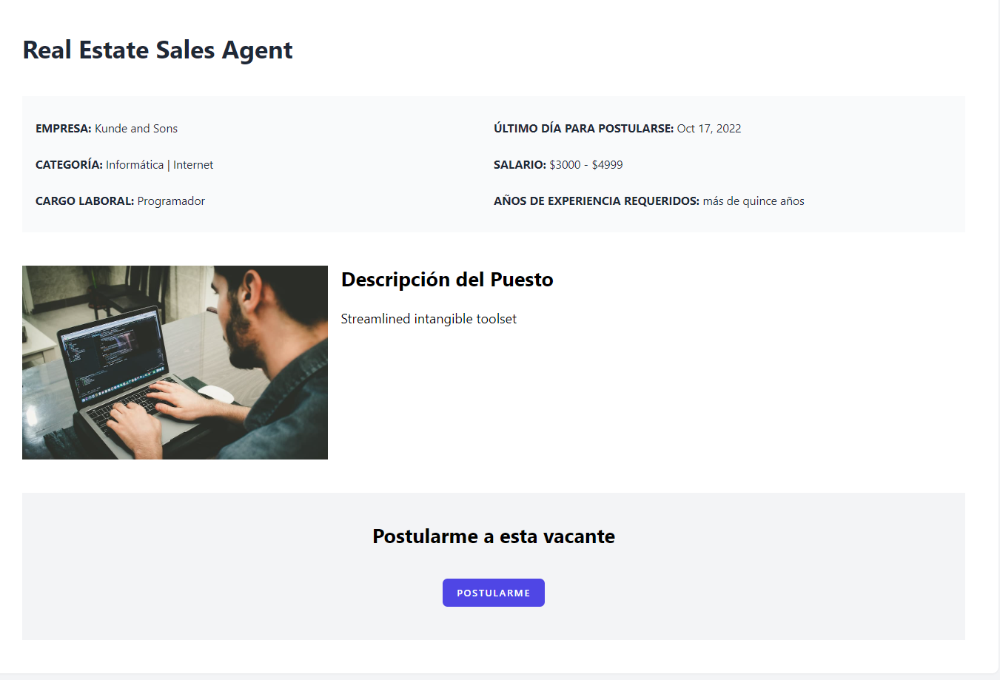 Real Estate Sales Agent
EMPRESA: Kunde and Sons
ÚLTIMO DÍA PARA POSTULARSE: Oct 17, 2022
CATEGORÍA: Informática | Internet
SALARIO: $3000 - $4999
CARGO LABORAL: Programador
AÑOS DE EXPERIENCIA REQUERIDOS: más de quince años
Descripción del Puesto
Streamlined intangible toolset
Postularme a esta vacante
POSTULARME